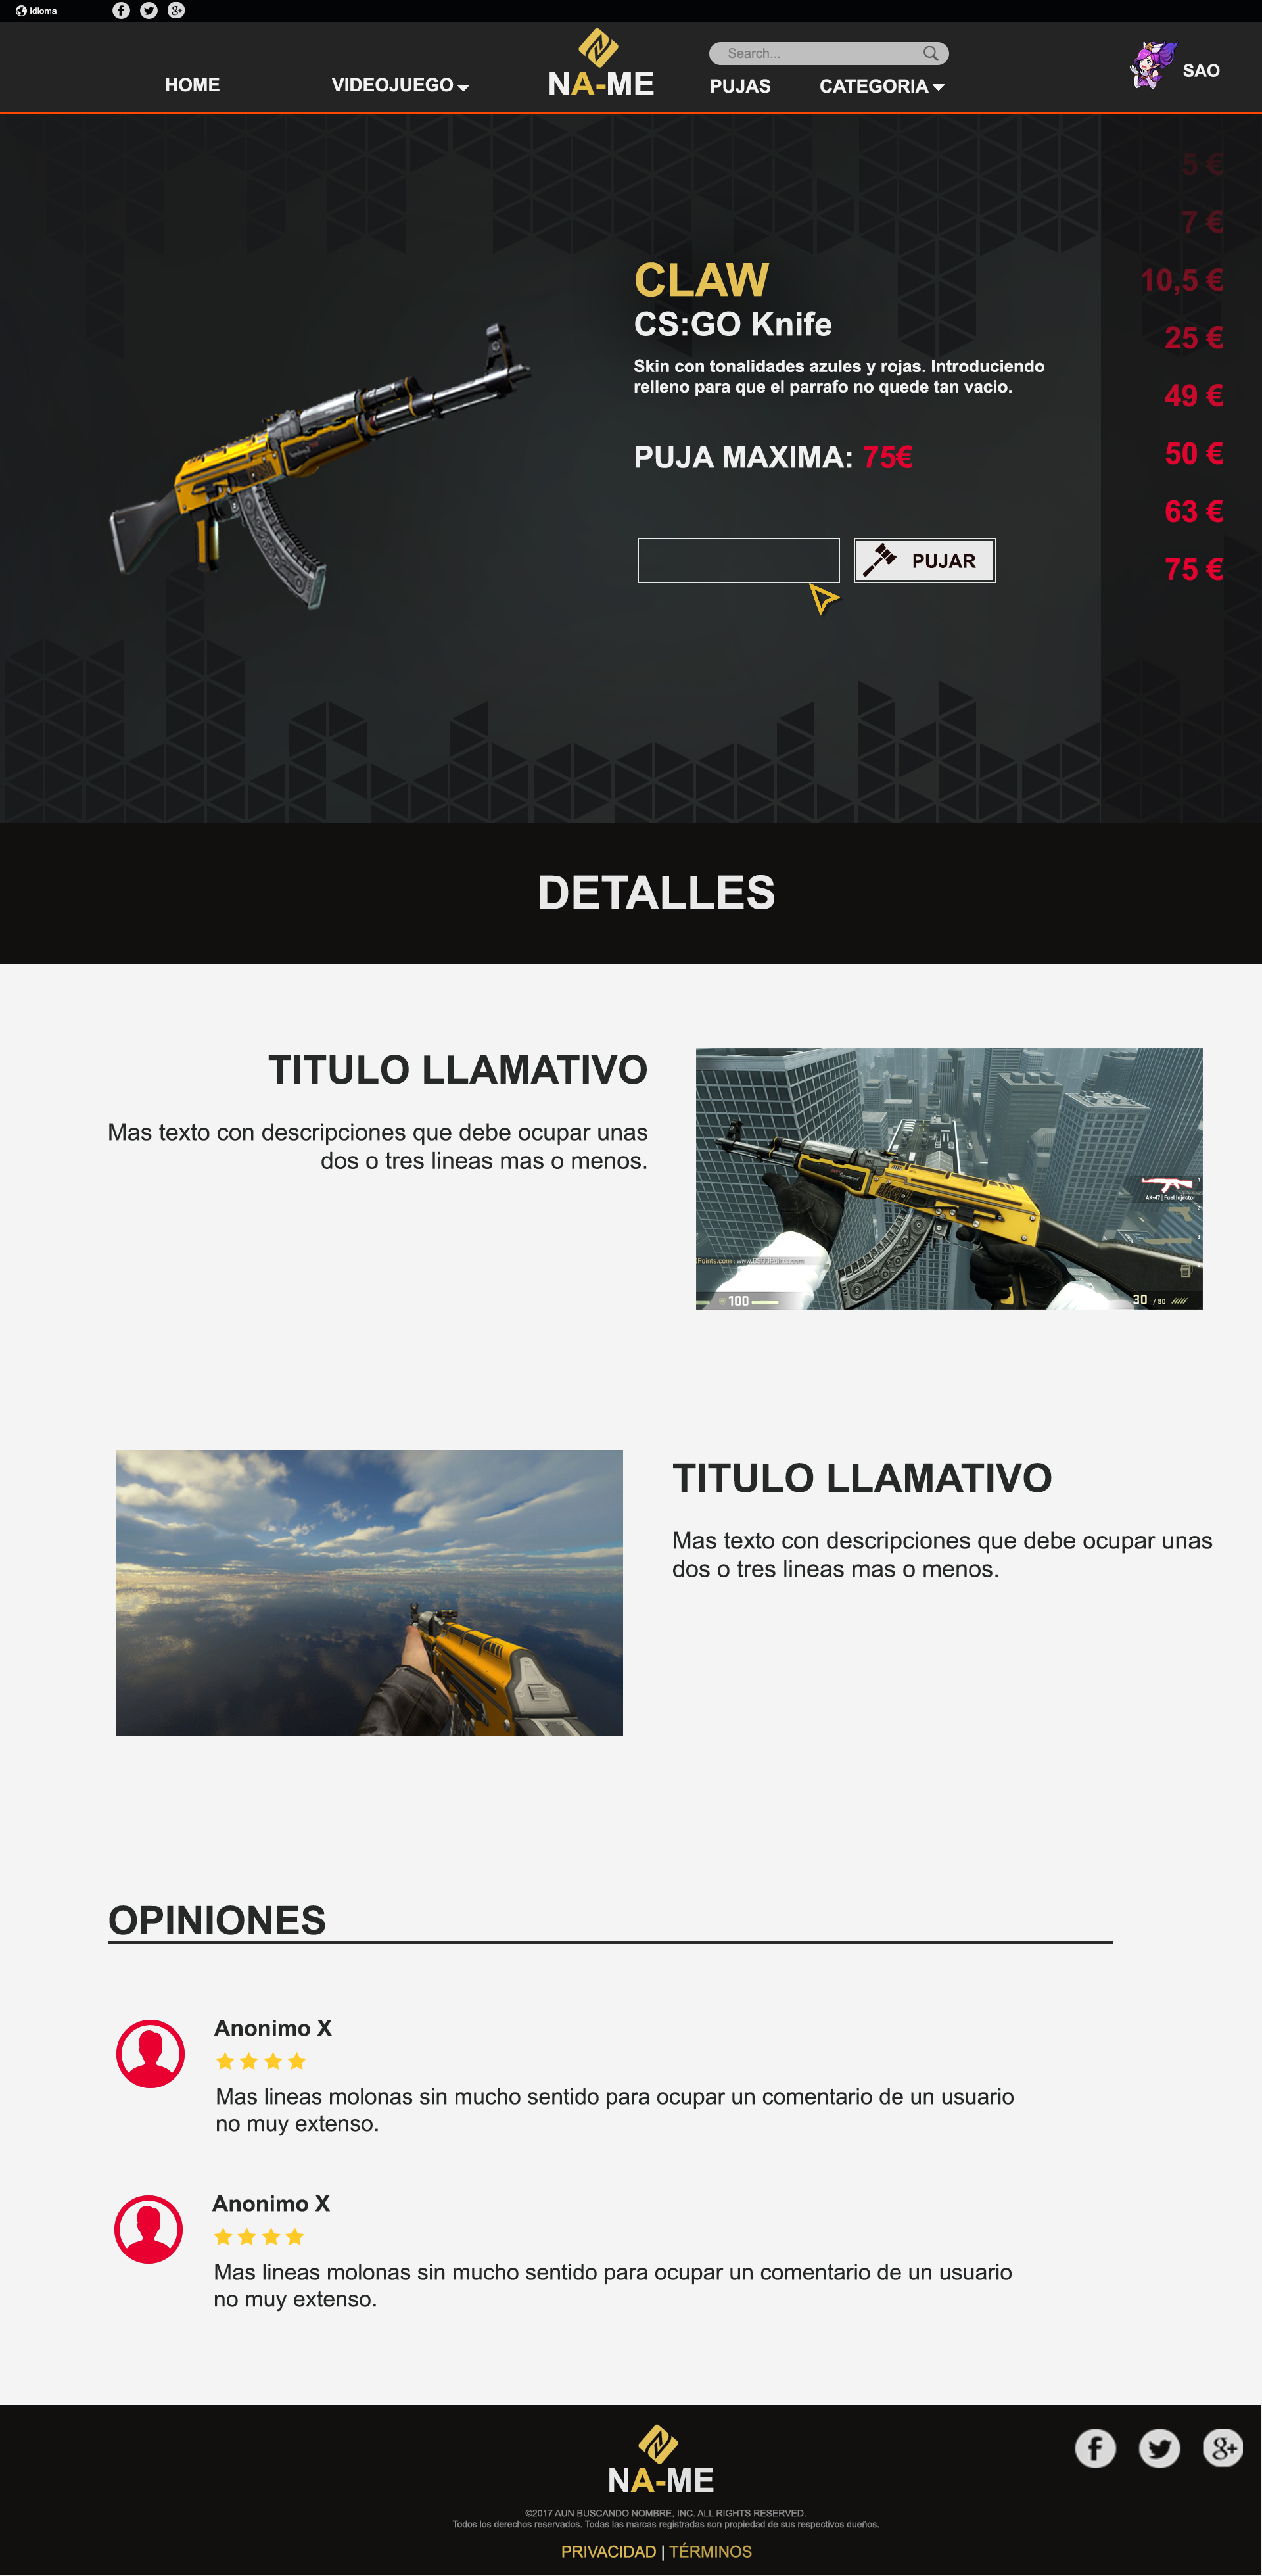 Idioma
HOME
VIDEOJUEGO
NA-ME
Search...
PUJAS
CATEGORIA
SAO
5 €
7 €
10,5 €
25 €
49 €
50 €
63 €
75 €
CLAW
CS:GO Knife
Skin con tonalidades azules y rojas. Introduciendo
relleno para que el parrafo no quede tan vacio.
PUJA MAXIMA: 75€
PUJAR
DETALLES
TITULO LLAMATIVO
Mas texto con descripciones que debe ocupar unas
dos o tres lineas mas o menos.
AK-47 | Fuel Injector
100
30 / 90
TITULO LLAMATIVO
Mas texto con descripciones que debe ocupar unas
dos o tres lineas mas o menos.
OPINIONES
Anonimo X
Mas lineas molonas sin mucho sentido para ocupar un comentario de un usuario
no muy extenso.
Anonimo X
Mas lineas molonas sin mucho sentido para ocupar un comentario de un usuario
no muy extenso.
NA-ME
©2017 AUN BUSCANDO NOMBRE, INC. ALL RIGHTS RESERVED.
Todos los derechos reservados. Todas las marcas registradas son propiedad de sus respectivos dueños.
PRIVACIDAD | TÉRMINOS